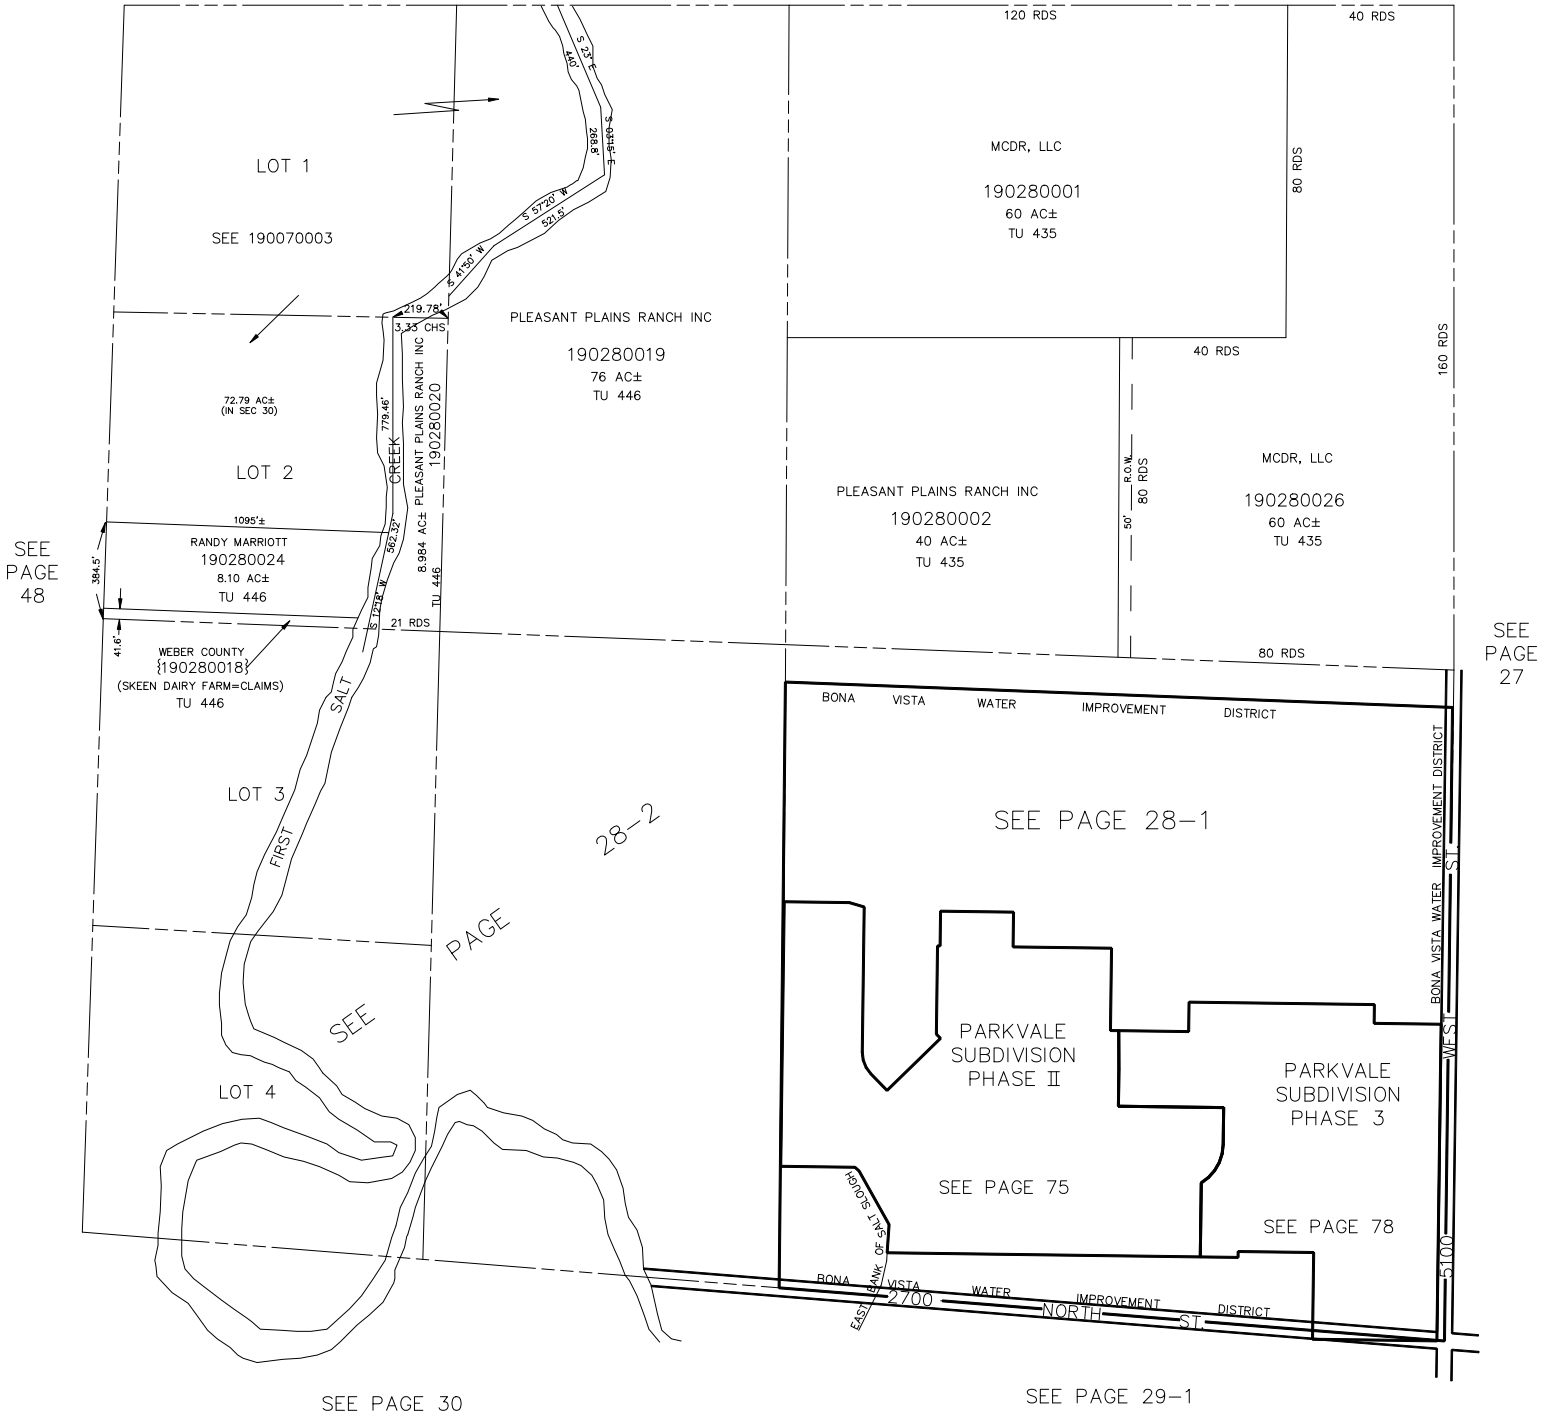 120 RDS
40 RDS
S 23° E
440'
S 03°15' E
268.8'
S 57°20' W
521.5'
S 41°50' W
LOT 1
SEE 190070003
MCDR, LLC
190280001
60 AC±
TU 435
80 RDS
160 RDS
40 RDS
219.78'
3.33 CHS
PLEASANT PLAINS RANCH INC
190280019
76 AC±
TU 446
72.79 AC±
(IN SEC 30)
LOT 2
779.46'
CREEK
8.984 AC± PLEASANT PLAINS RANCH INC
190280020
TU 446
562.32'
S 12°18' W
21 RDS
1095'±
RANDY MARRIOTT
190280024
8.10 AC±
TU 446
384.5'
41.6'
SEE
PAGE
48
WEBER COUNTY
{190280018}
(SKEEN DAIRY FARM=CLAIMS)
TU 446
PLEASANT PLAINS RANCH INC
190280002
40 AC±
TU 435
50' R.O.W.
80 RDS
MCDR, LLC
190280026
60 AC±
TU 435
80 RDS
SEE
PAGE
27
BONA VISTA WATER IMPROVEMENT DISTRICT
BONA VISTA WATER IMPROVEMENT DISTRICT
LOT 3
FIRST SALT
SEE PAGE 28-2
SEE PAGE 28-1
LOT 4
PARKVALE
SUBDIVISION
PHASE II
SEE PAGE 75
PARKVALE
SUBDIVISION
PHASE 3
SEE PAGE 78
5100 WEST ST.
EAST BANK OF SALT SLOUGH
BONA VISTA WATER IMPROVEMENT DISTRICT
2700 NORTH ST.
SEE PAGE 30
SEE PAGE 29-1